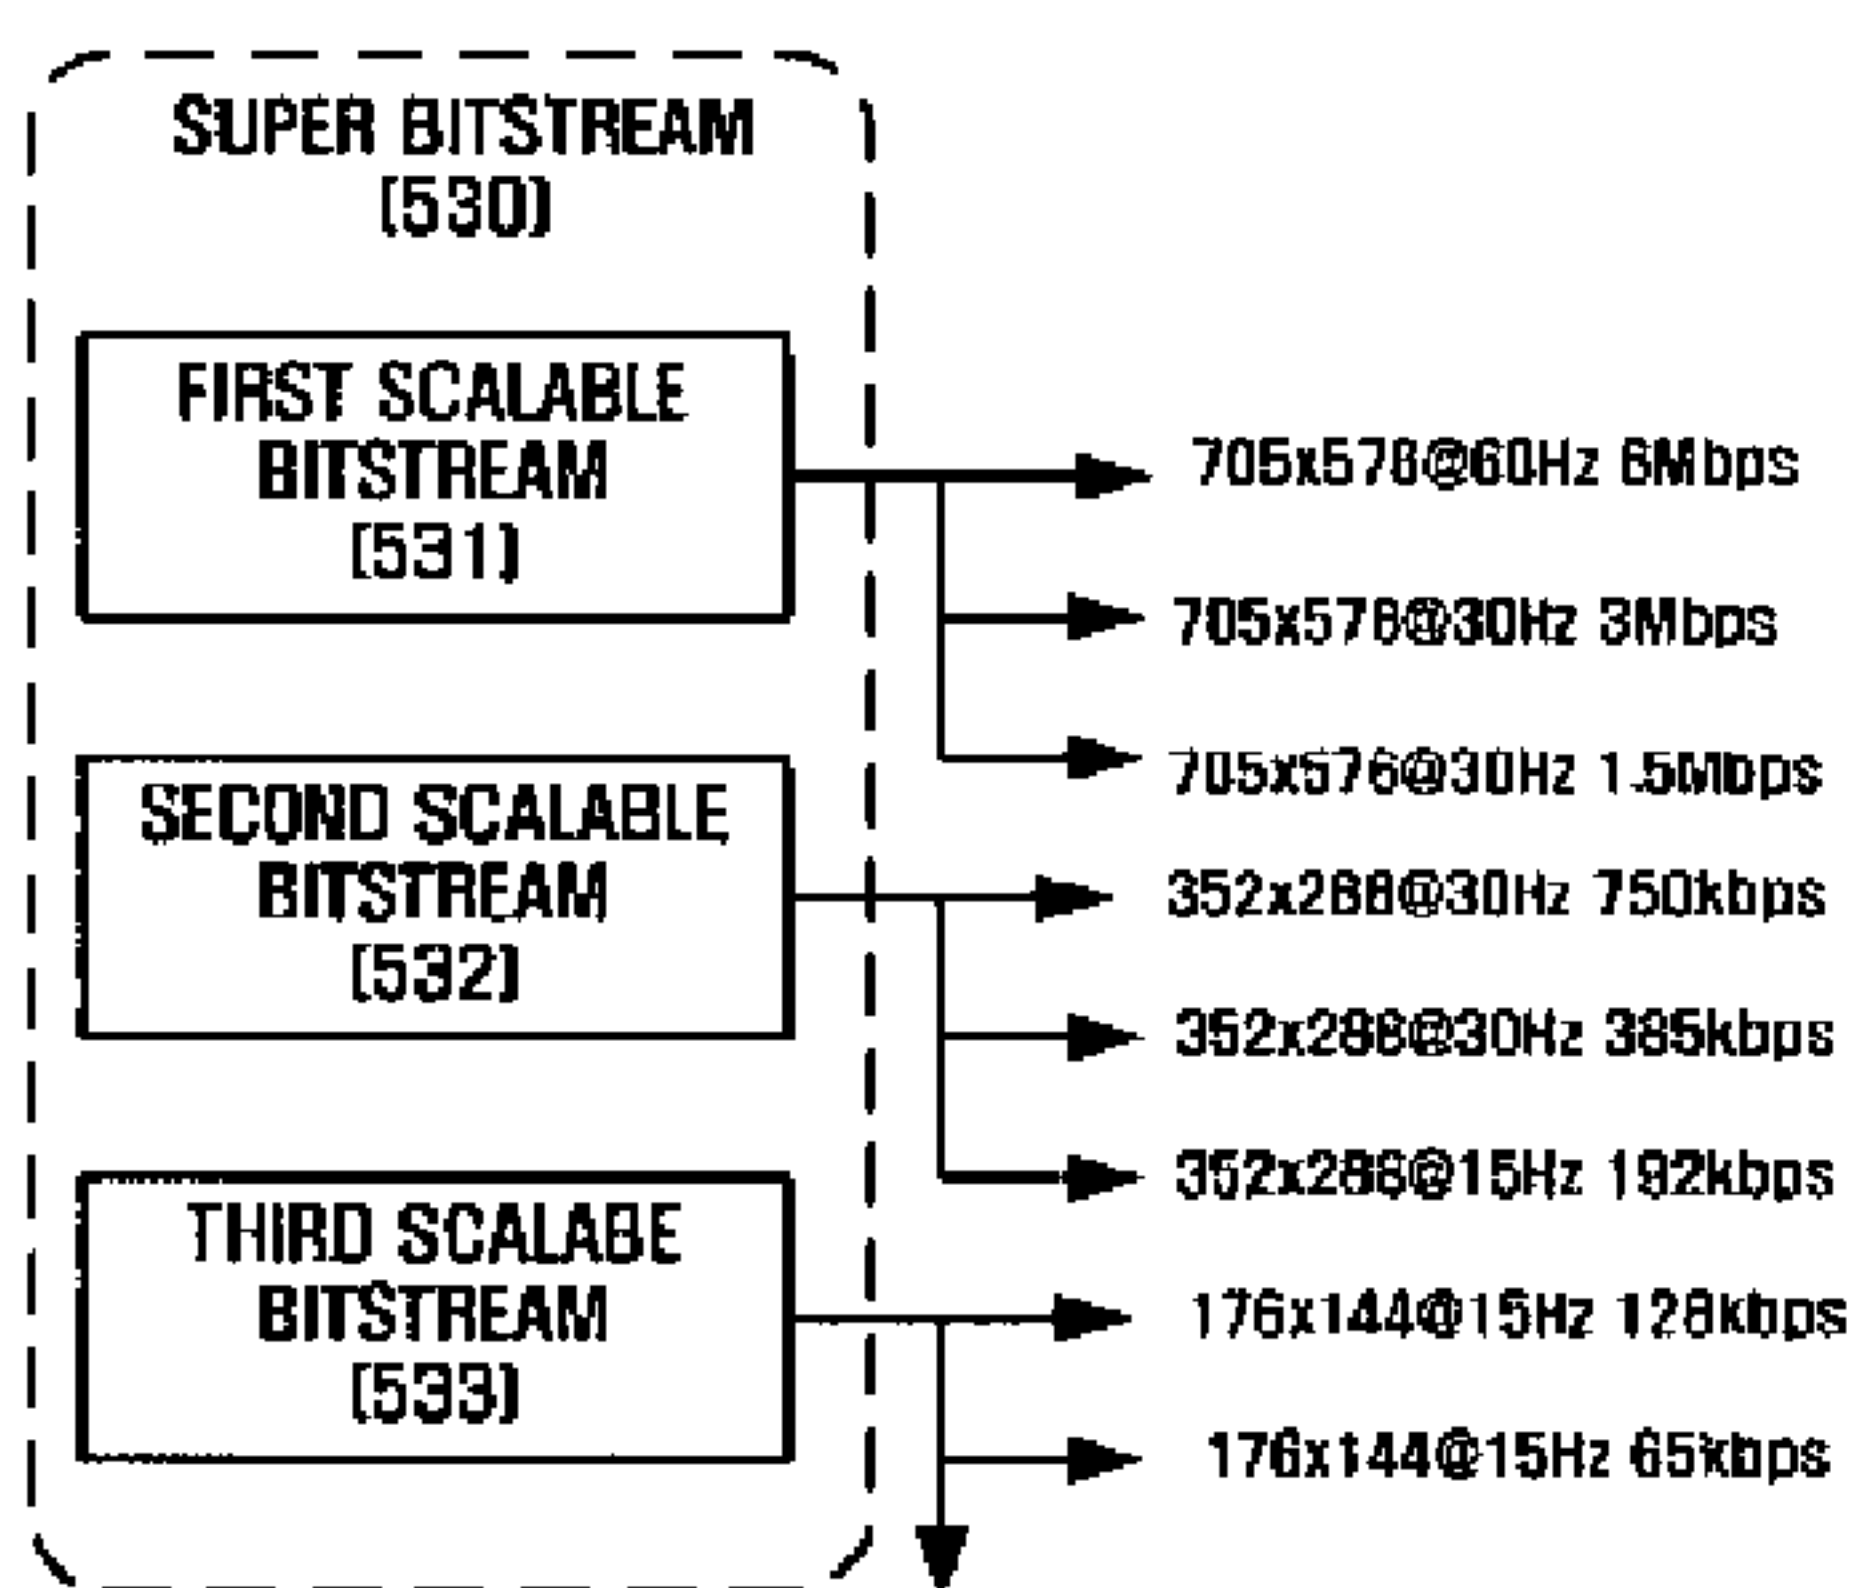 SUPER BITSTREAM
(530)
FIRST SCALABLE
BITSTREAM
(531)
705x576@60Hz 6Mbps
705x576@30Hz 3Mbps
705x576@30Hz 1.5Mbps
SECOND SCALABLE
BITSTREAM
(532)
352x288@30Hz 750kbps
352x288@30Hz 385kbps
352x288@15Hz 192kbps
THIRD SCALABE
BITSTREAM
(533)
176x144@15Hz 128kbps
176x144@15Hz 65kbps